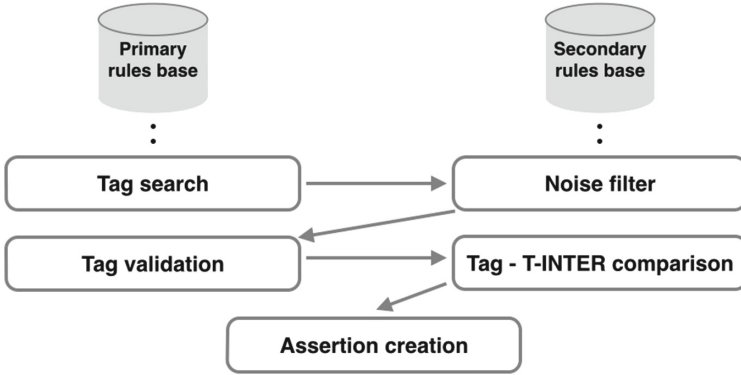 Primary
rules base
Secondary
rules base
Tag search
Noise filter
Tag validation
Tag - T-INTER comparison
Assertion creation